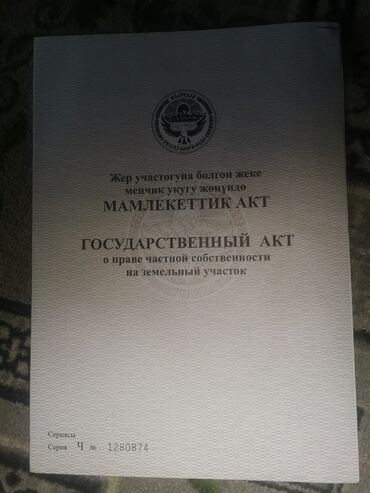 Жер участогуна болгон жеке
менчик укугу жөнүндө
МАМЛЕКЕТТИК АКТ
ГОСУДАРСТВЕННЫЙ АКТ
о праве частной собственности
на земельный участок
Сериясы
Серия Ч № 1280874